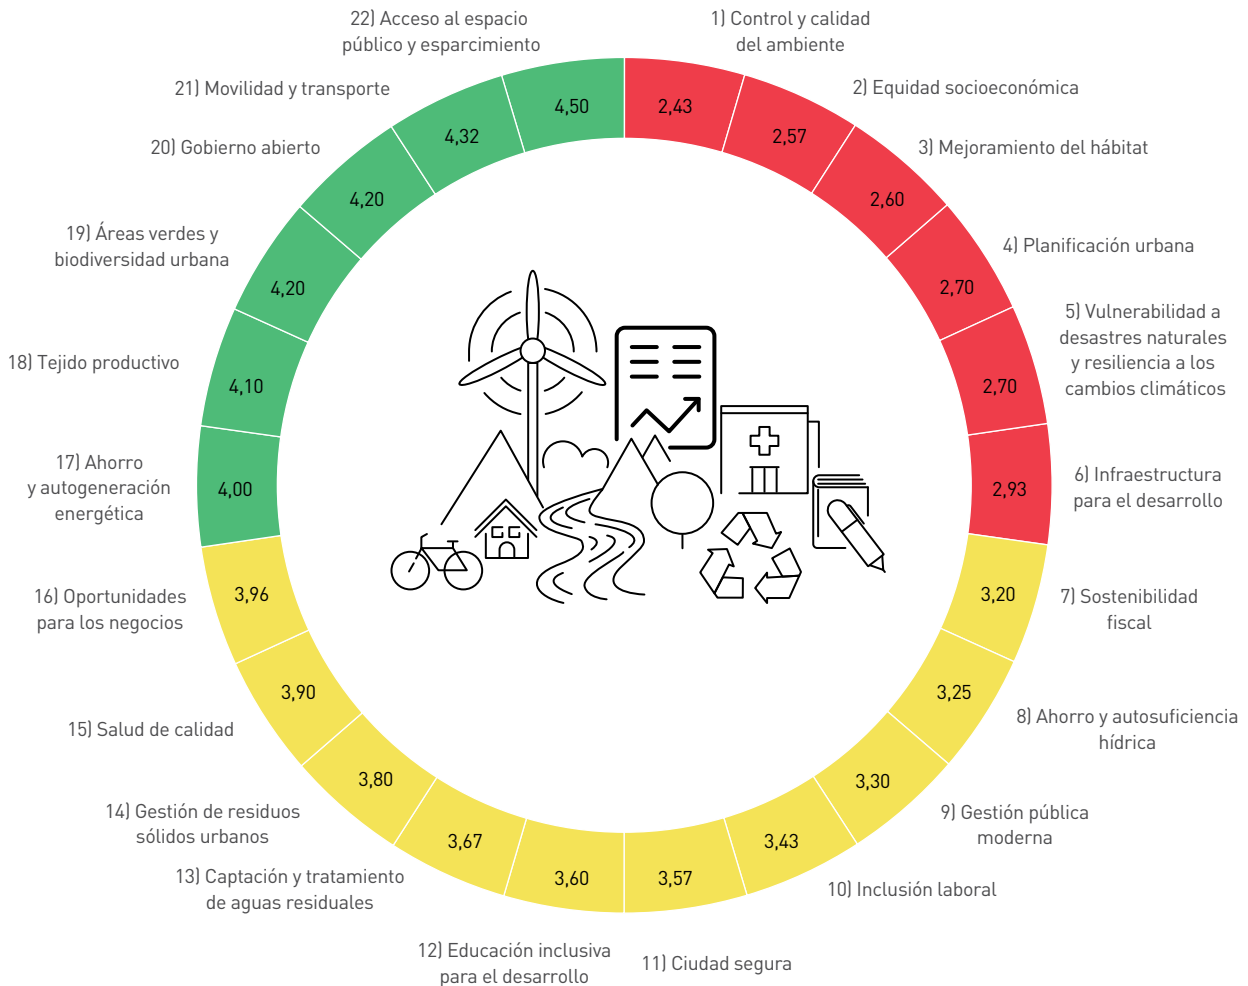 1) Control y calidad
del ambiente
2,43
2) Equidad socioeconómica
2,57
3) Mejoramiento del hábitat
2,60
4) Planificación urbana
2,70
5) Vulnerabilidad a
desastres naturales
y resiliencia a los
cambios climáticos
2,70
6) Infraestructura
para el desarrollo
2,93
7) Sostenibilidad
fiscal
3,20
8) Ahorro y autosuficiencia
hídrica
3,25
9) Gestión pública
moderna
3,30
10) Inclusión laboral
3,43
11) Ciudad segura
3,57
12) Educación inclusiva
para el desarrollo
3,60
13) Captación y tratamiento
de aguas residuales
3,67
14) Gestión de residuos
sólidos urbanos
3,80
15) Salud de calidad
3,90
16) Oportunidades
para los negocios
3,96
17) Ahorro
y autogeneración
energética
4,00
18) Tejido productivo
4,10
19) Áreas verdes y
biodiversidad urbana
4,20
20) Gobierno abierto
4,20
21) Movilidad y transporte
4,32
22) Acceso al espacio
público y esparcimiento
4,50